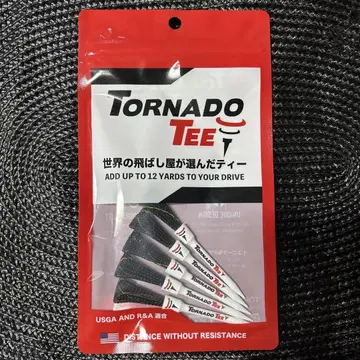 TORNADO
TEE
世界の飛ばし屋が選んだティー
ADD UP TO 12 YARDS TO YOUR DRIVE
TORNADO TEE
TORNADO TEE
TORNADO TEE
TORNADO TEE
TORNADO TEE
USGA AND R&A 適合
DISTANCE WITHOUT RESISTANCE